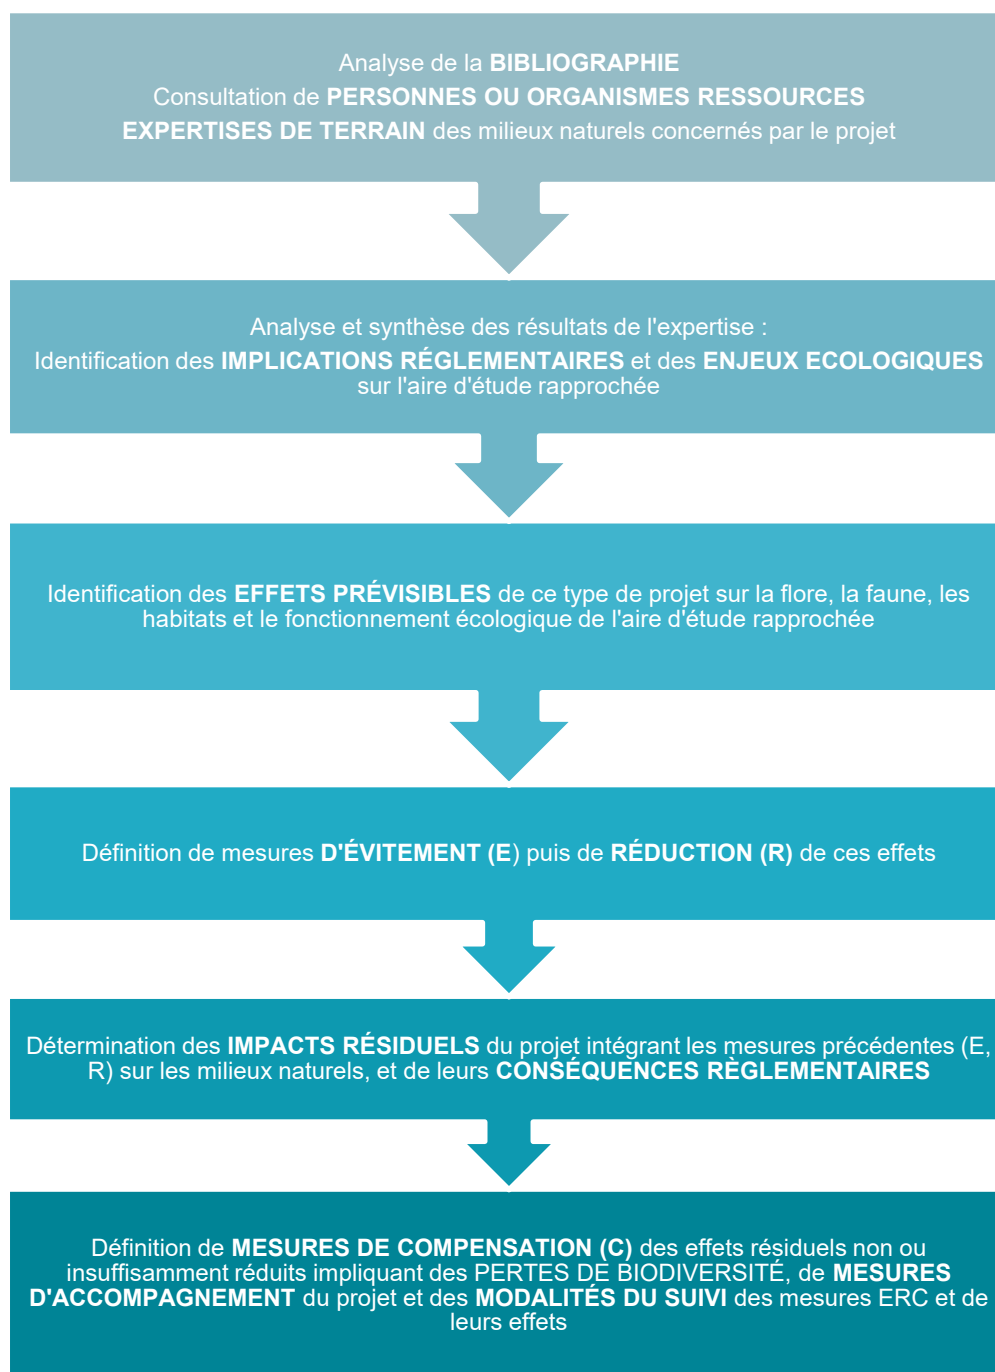 Analyse de la BIBLIOGRAPHIE
Consultation de PERSONNES OU ORGANISMES RESSOURCES
EXPERTISES DE TERRAIN des milieux naturels concernés par le projet
Analyse et synthèse des résultats de l'expertise :
Identification des IMPLICATIONS RÉGLEMENTAIRES et des ENJEUX ECOLOGIQUES
sur l'aire d'étude rapprochée
Identification des EFFETS PRÉVISIBLES de ce type de projet sur la flore, la faune, les
habitats et le fonctionnement écologique de l'aire d'étude rapprochée
Définition de mesures D'ÉVITEMENT (E) puis de RÉDUCTION (R) de ces effets
Détermination des IMPACTS RÉSIDUELS du projet intégrant les mesures précédentes (E,
R) sur les milieux naturels, et de leurs CONSÉQUENCES RÈGLEMENTAIRES
Définition de MESURES DE COMPENSATION (C) des effets résiduels non ou
insuffisamment réduits impliquant des PERTES DE BIODIVERSITÉ, de MESURES
D'ACCOMPAGNEMENT du projet et des MODALITÉS DU SUIVI des mesures ERC et de
leurs effets